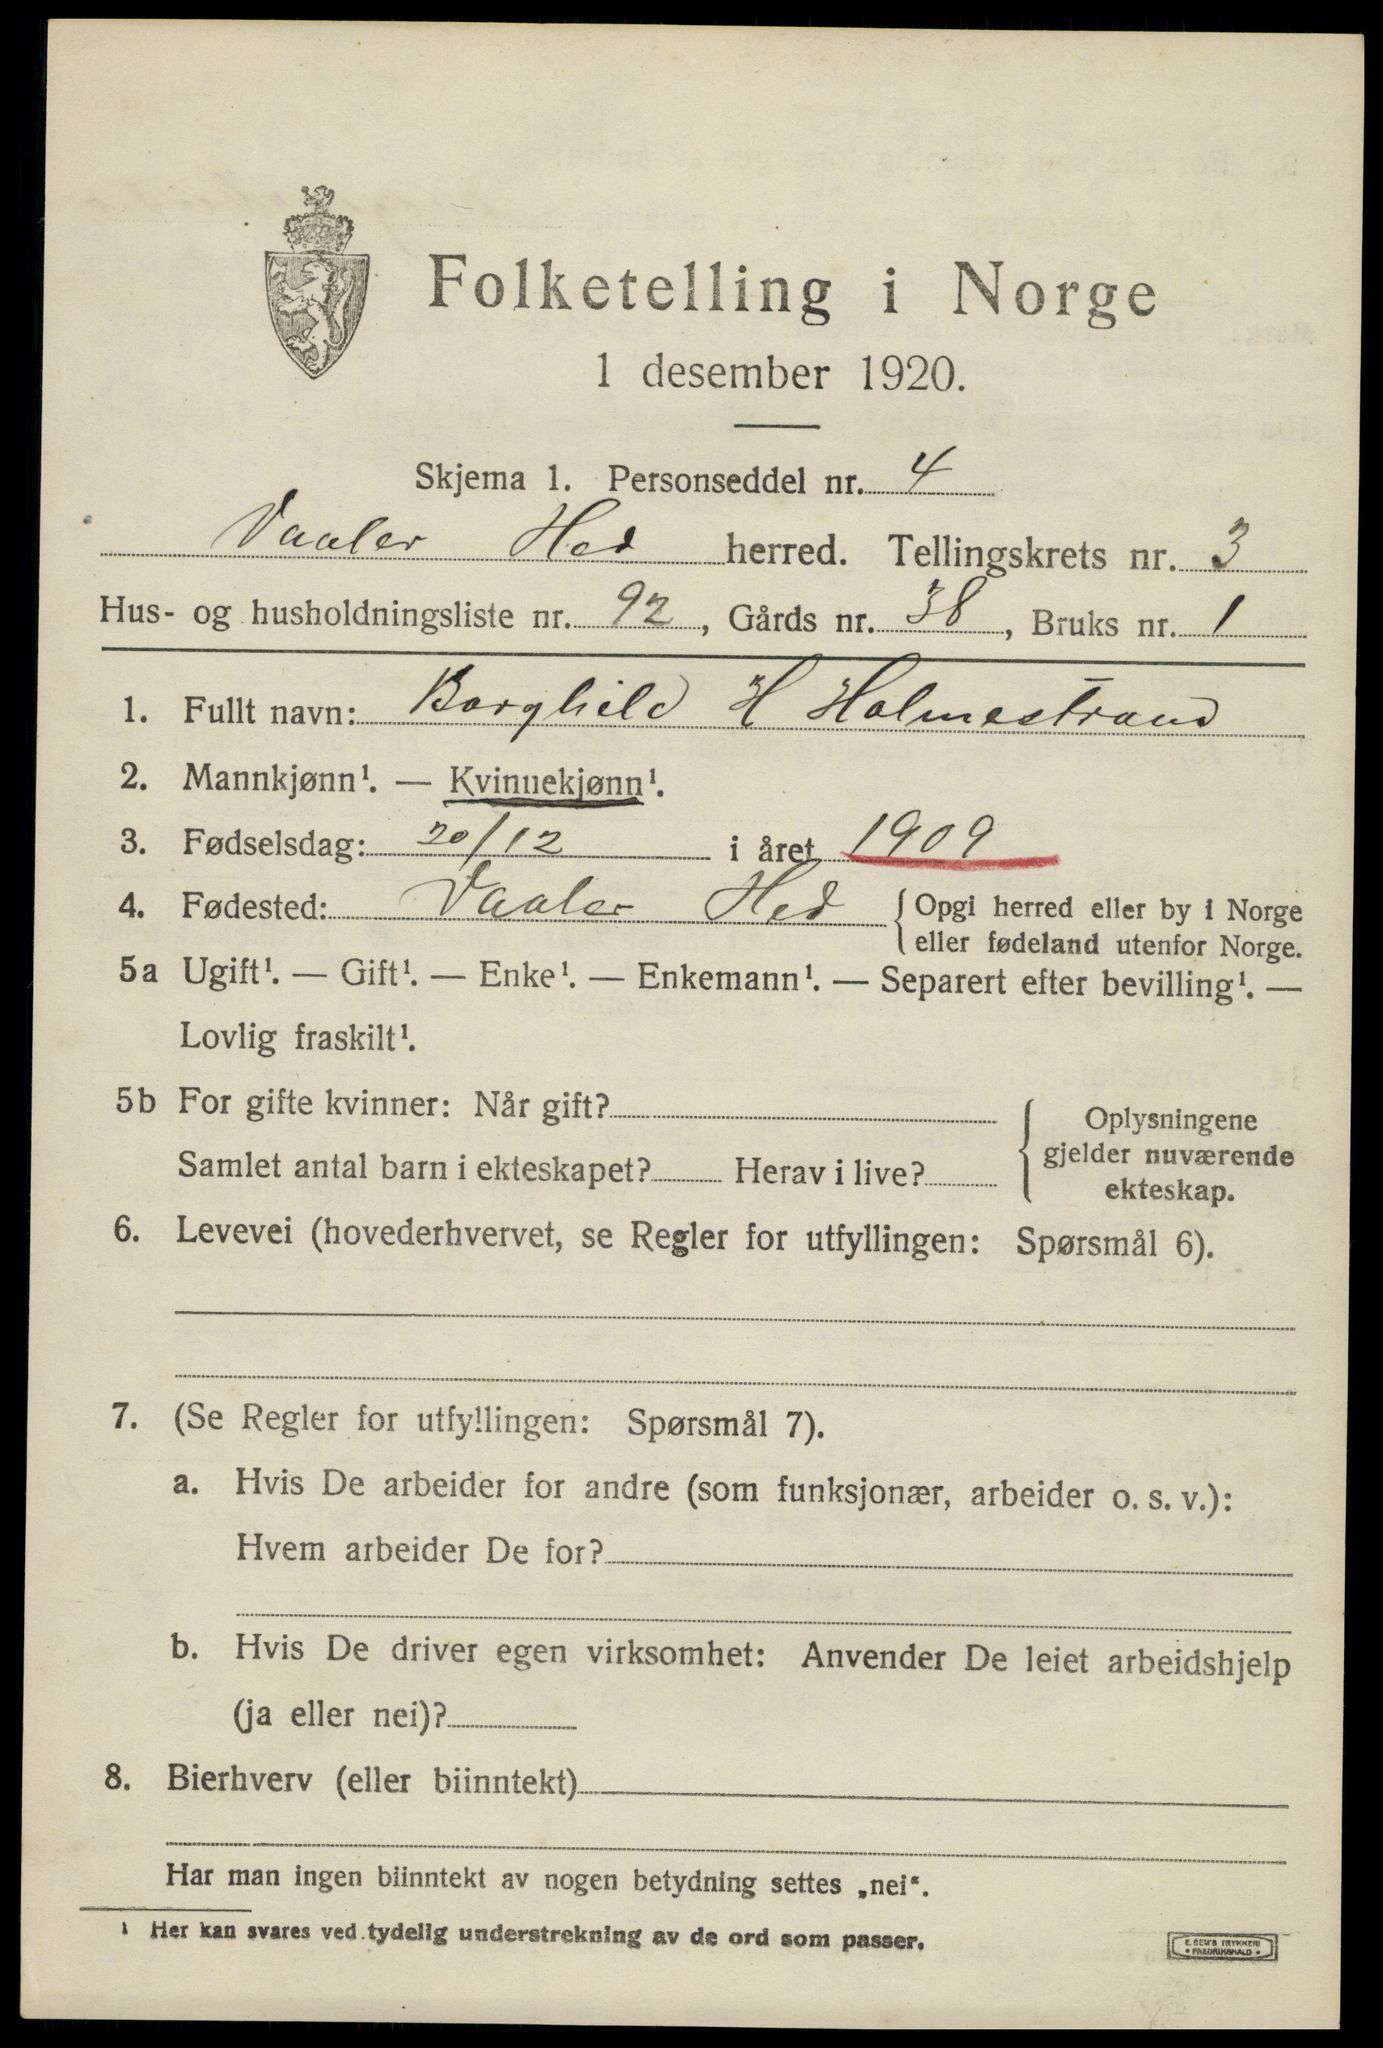 Folketelling i Norge
1 desember 1920.
Skjema 1. Personseddel nr. 4
Vaaler Hed herred. Tellingskrets nr. 3
Hus- og husholdningsliste nr. 92, Gårds nr. 38, Bruks nr. 1
1. Fullt navn: Borghild H Holmestrand
2. Mannkjønn¹. — Kvinnekjønn¹.
3. Fødselsdag: 20/12 i året 1909
4. Fødested: Vaaler Hed { Opgi herred eller by i Norge
eller fødeland utenfor Norge.
5a Ugift¹. — Gift¹. — Enke¹. — Enkemann¹. — Separert efter bevilling¹. —
Lovlig fraskilt¹.
5b For gifte kvinner: Når gift?
Samlet antal barn i ekteskapet? Herav i live?
{ Oplysningene
gjelder nuværende
ekteskap.
6. Levevei (hovederhvervet, se Regler for utfyllingen: Spørsmål 6).
7. (Se Regler for utfyllingen: Spørsmål 7).
a. Hvis De arbeider for andre (som funksjonær, arbeider o. s. v.):
Hvem arbeider De for?
b. Hvis De driver egen virksomhet: Anvender De leiet arbeidshjelp
(ja eller nei)?
8. Bierhverv (eller biinntekt)
Har man ingen biinntekt av nogen betydning settes „nei".
¹ Her kan svares ved tydelig understrekning av de ord som passer.
E. SEM'S TRYKKERI
• FREDRIKSHALD •